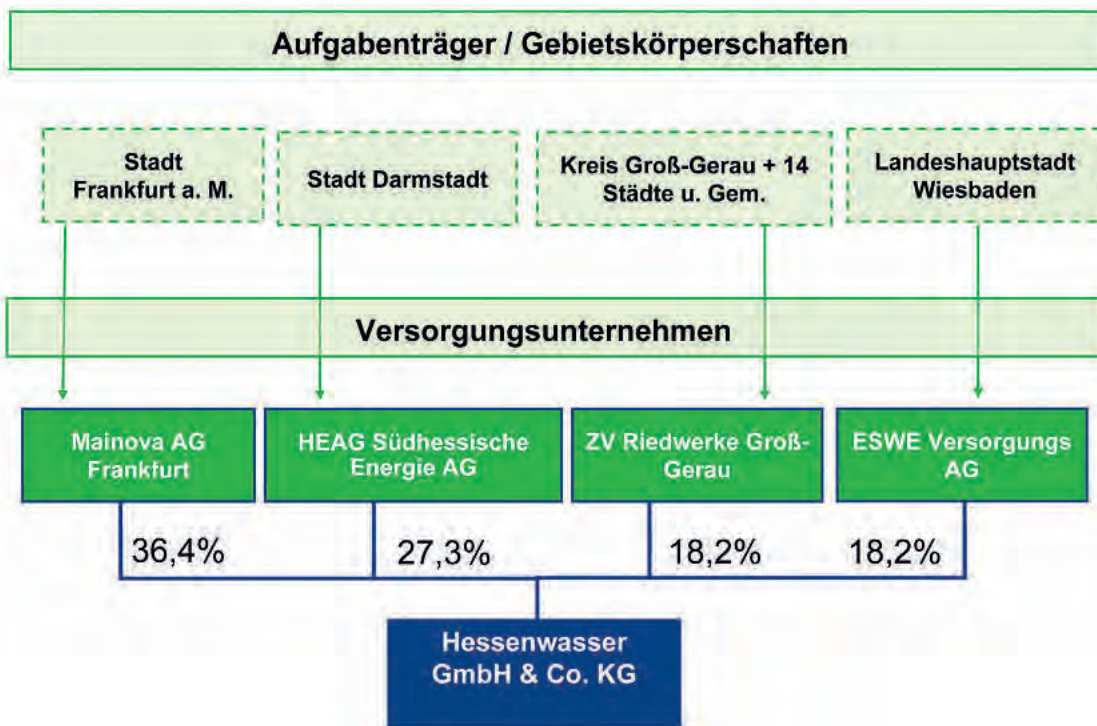 Aufgabenträger / Gebietskörperschaften
Stadt
Frankfurt a. M.
Stadt Darmstadt
Kreis Groß-Gerau + 14
Städte u. Gem.
Landeshauptstadt
Wiesbaden
Versorgungsunternehmen
Mainova AG
Frankfurt
HEAG Südhessische
Energie AG
ZV Riedwerke Groß-
Gerau
ESWE Versorgungs
AG
36,4%
27,3%
18,2%
18,2%
Hessenwasser
GmbH & Co. KG